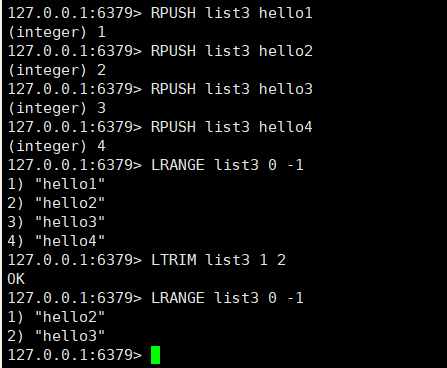 127.0.0.1:6379> RPUSH list3 hello1
(integer) 1
127.0.0.1:6379> RPUSH list3 hello2
(integer) 2
127.0.0.1:6379> RPUSH list3 hello3
(integer) 3
127.0.0.1:6379> RPUSH list3 hello4
(integer) 4
127.0.0.1:6379> LRANGE list3 0 -1
1) "hello1"
2) "hello2"
3) "hello3"
4) "hello4"
127.0.0.1:6379> LTRIM list3 1 2
OK
127.0.0.1:6379> LRANGE list3 0 -1
1) "hello2"
2) "hello3"
127.0.0.1:6379>